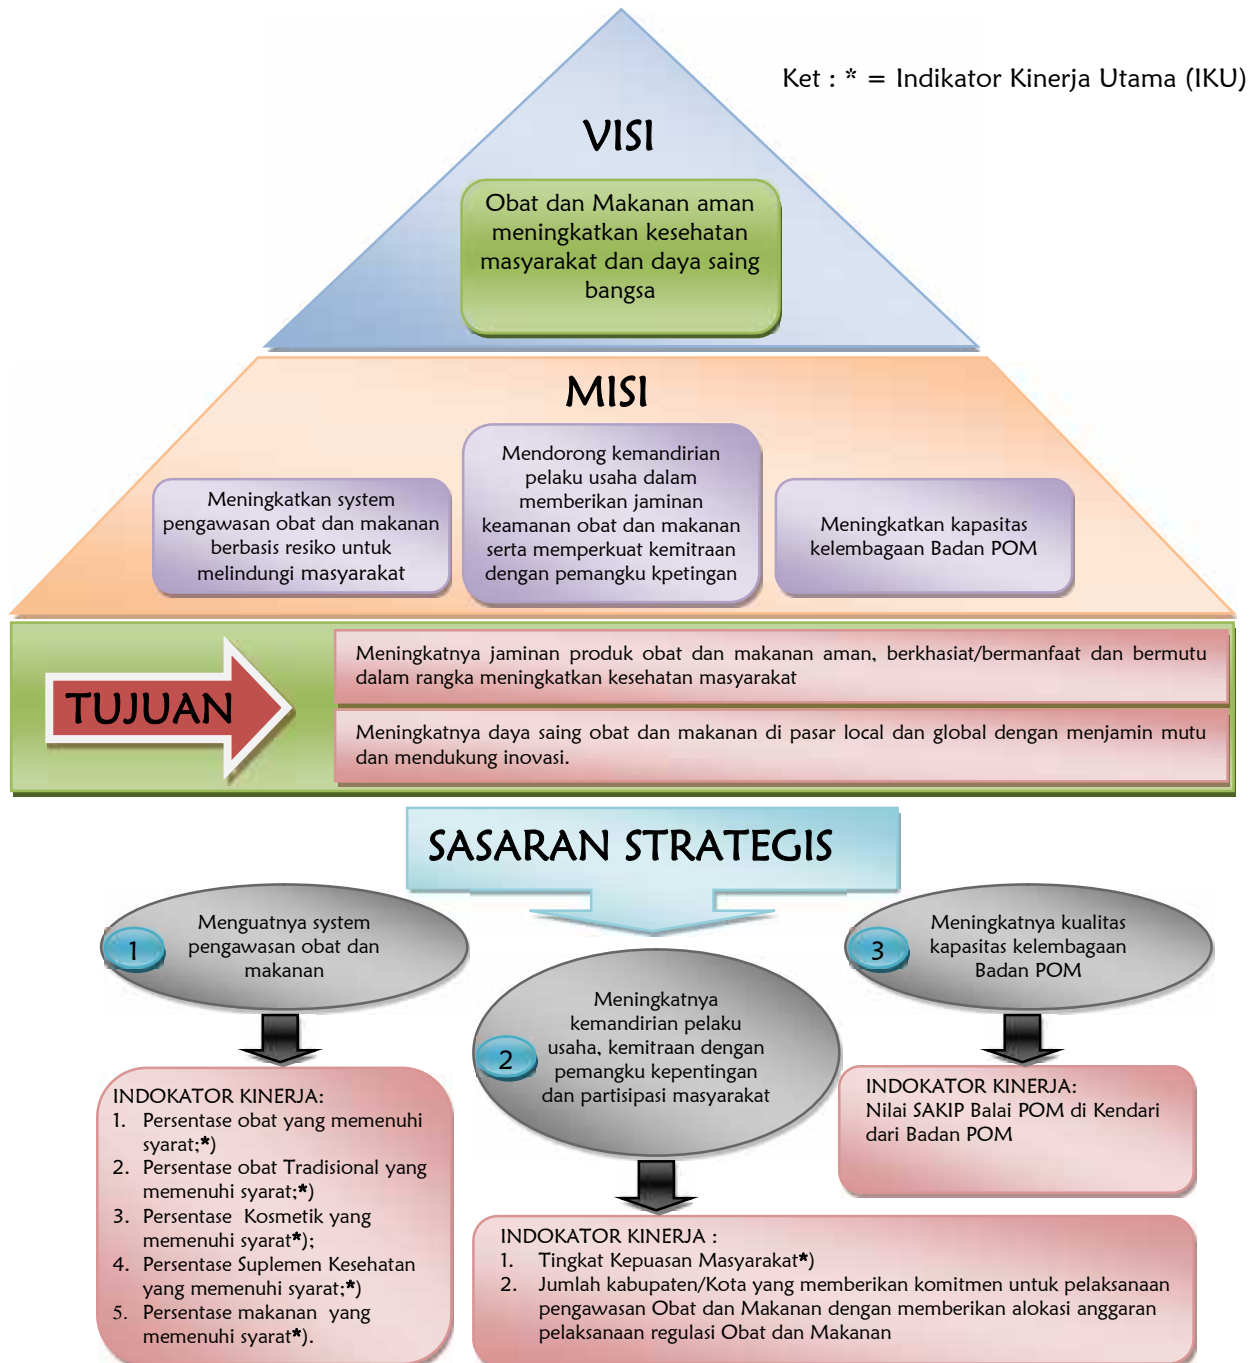 Ket : * = Indikator Kinerja Utama (IKU)
VISI
Obat dan Makanan aman
meningkatkan kesehatan
masyarakat dan daya saing
bangsa
MISI
Meningkatkan system
pengawasan obat dan makanan
berbasis resiko untuk
melindungi masyarakat
Mendorong kemandirian
pelaku usaha dalam
memberikan jaminan
keamanan obat dan makanan
serta memperkuat kemitraan
dengan pemangku kpetingan
Meningkatkan kapasitas
kelembagaan Badan POM
TUJUAN
Meningkatnya jaminan produk obat dan makanan aman, berkhasiat/bermanfaat dan bermutu
dalam rangka meningkatkan kesehatan masyarakat
Meningkatnya daya saing obat dan makanan di pasar local dan global dengan menjamin mutu
dan mendukung inovasi.
SASARAN STRATEGIS
1
Menguatnya system
pengawasan obat dan
makanan
INDOKATOR KINERJA:
1. Persentase obat yang memenuhi
syarat;*)
2. Persentase obat Tradisional yang
memenuhi syarat;*)
3. Persentase Kosmetik yang
memenuhi syarat*);
4. Persentase Suplemen Kesehatan
yang memenuhi syarat;*)
5. Persentase makanan yang
memenuhi syarat*).
2
Meningkatnya
kemandirian pelaku
usaha, kemitraan dengan
pemangku kepentingan
dan partisipasi masyarakat
INDOKATOR KINERJA :
1. Tingkat Kepuasan Masyarakat*)
2. Jumlah kabupaten/Kota yang memberikan komitmen untuk pelaksanaan
pengawasan Obat dan Makanan dengan memberikan alokasi anggaran
pelaksanaan regulasi Obat dan Makanan
3
Meningkatnya kualitas
kapasitas kelembagaan
Badan POM
INDOKATOR KINERJA:
Nilai SAKIP Balai POM di Kendari
dari Badan POM